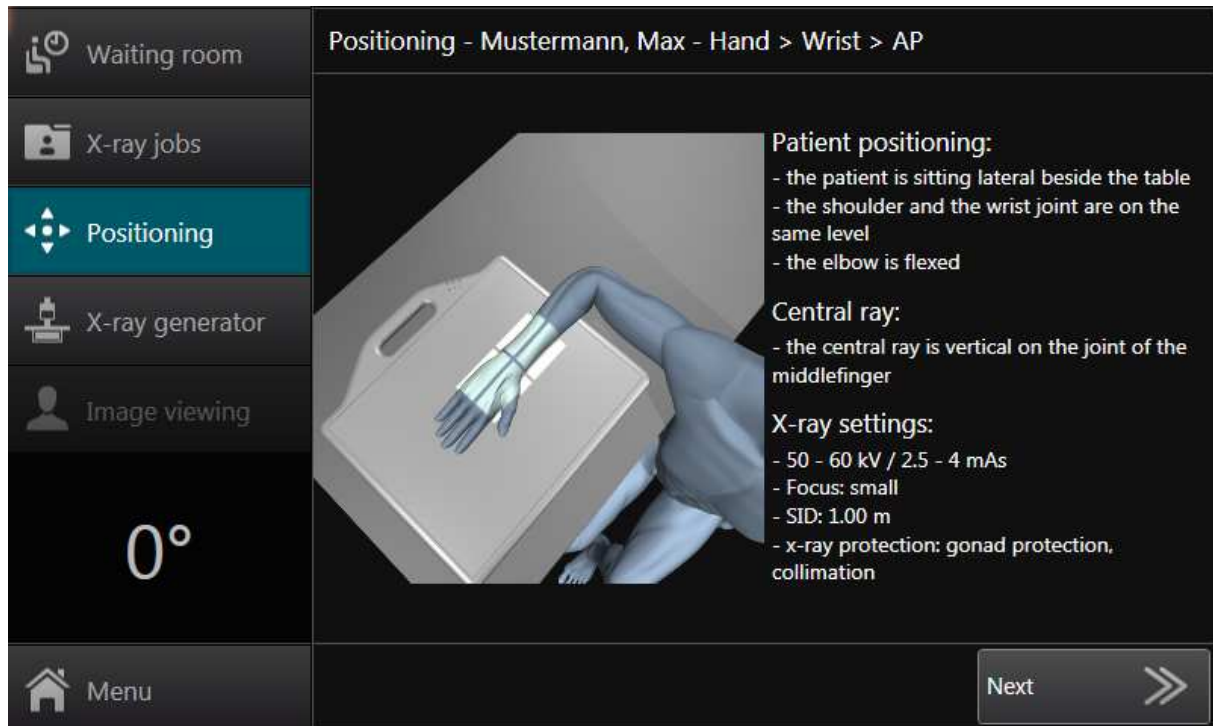 Waiting room
X-ray jobs
Positioning
X-ray generator
Image viewing
0°
Menu
Positioning - Mustermann, Max - Hand > Wrist > AP
Patient positioning:
- the patient is sitting lateral beside the table
- the shoulder and the wrist joint are on the
same level
- the elbow is flexed
Central ray:
- the central ray is vertical on the joint of the
middlefinger
X-ray settings:
- 50 - 60 kV / 2.5 - 4 mAs
- Focus: small
- SID: 1.00 m
- x-ray protection: gonad protection,
collimation
Next